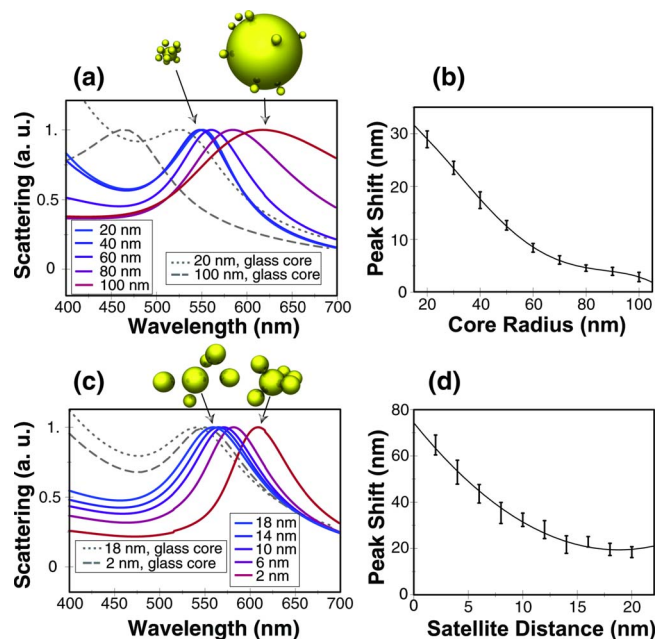 (a)
(b)
Scattering (a. u.)
1.
0.5
0
20 nm
40 nm
60 nm
80 nm
100 nm
20 nm, glass core
100 nm, glass core
400 450 500 550 600 650 700
Wavelength (nm)
Peak Shift (nm)
30
20
10
0
20 40 60 80 100
Core Radius (nm)
(c)
(d)
Scattering (a. u.)
1.
0.5
0
18 nm, glass core
2 nm, glass core
18 nm
14 nm
10 nm
6 nm
2 nm
400 450 500 550 600 650 700
Wavelength (nm)
Peak Shift (nm)
80
60
40
20
0
0 5 10 15 20
Satellite Distance (nm)